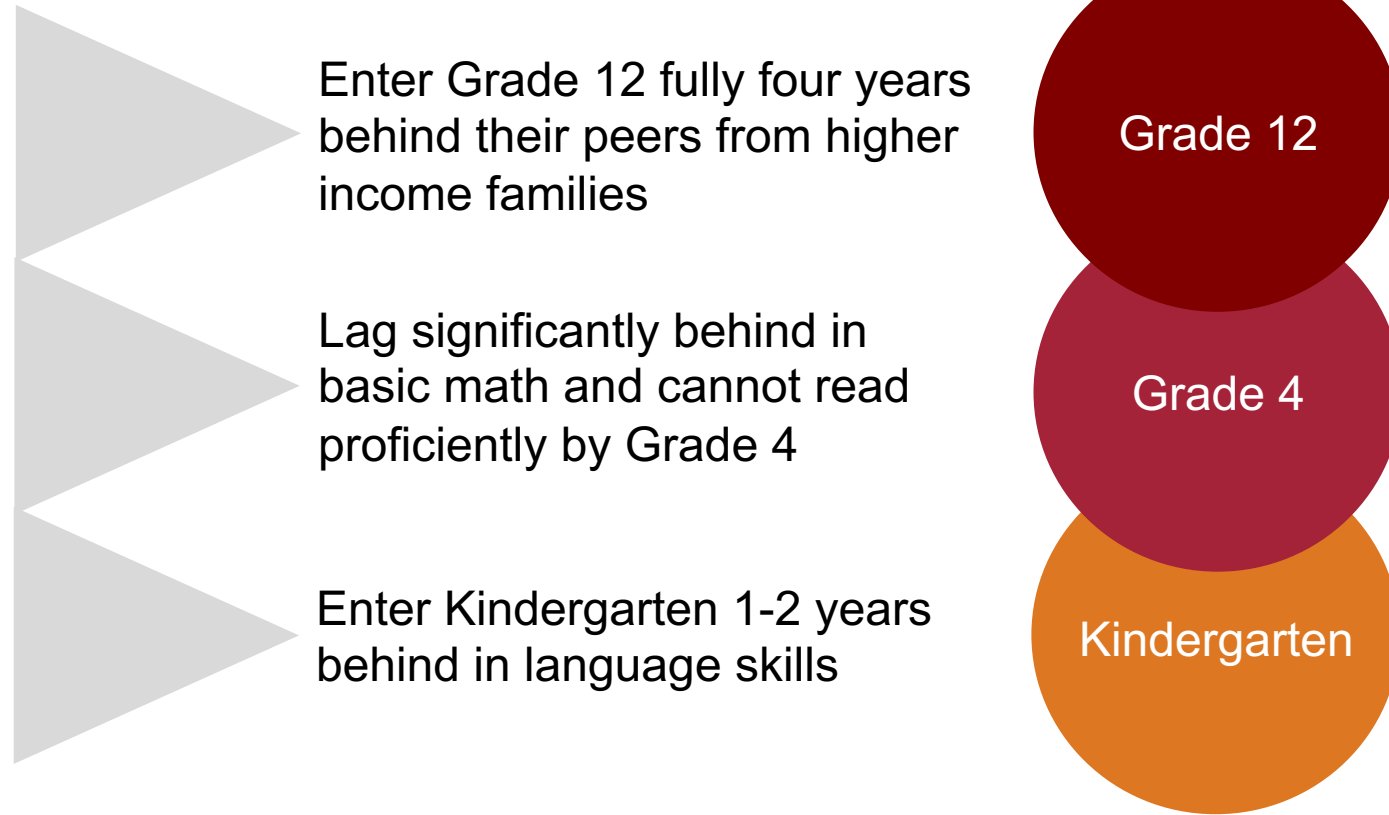 Enter Grade 12 fully four years
behind their peers from higher
income families
Grade 12
Lag significantly behind in
basic math and cannot read
proficiently by Grade 4
Grade 4
Enter Kindergarten 1-2 years
behind in language skills
Kindergarten